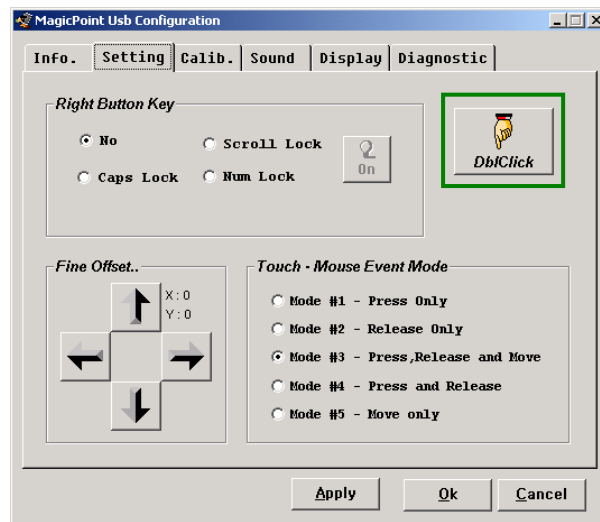 MagicPoint Usb Configuration
Info. Setting Calib. Sound Display Diagnostic
Right Button Key
No Scroll Lock
Caps Lock Num Lock
On
DblClick
Fine Offset..
X:0
Y:0
Touch - Mouse Event Mode
Mode #1 - Press Only
Mode #2 - Release Only
Mode #3 - Press,Release and Move
Mode #4 - Press and Release
Mode #5 - Move only
Apply Ok Cancel